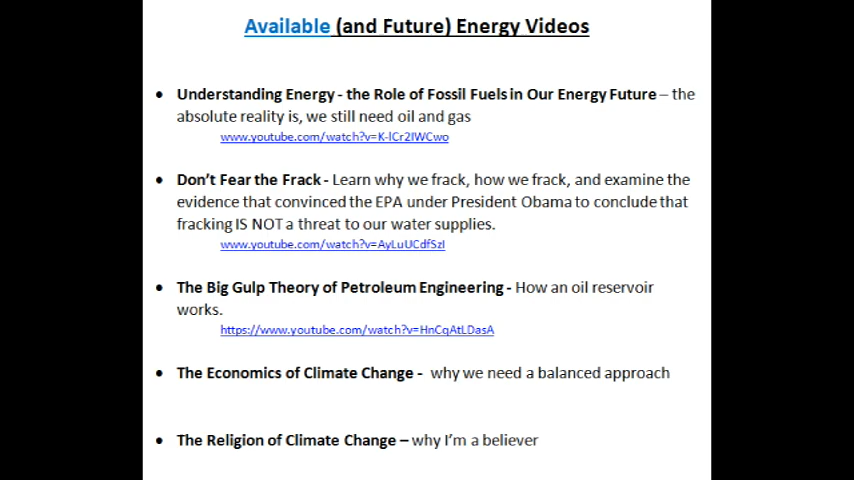 Available (and Future) Energy Videos
• Understanding Energy - the Role of Fossil Fuels in Our Energy Future – the
absolute reality is, we still need oil and gas
www.youtube.com/watch?v=K-lCr2IWCwo
• Don't Fear the Frack - Learn why we frack, how we frack, and examine the
evidence that convinced the EPA under President Obama to conclude that
fracking IS NOT a threat to our water supplies.
www.youtube.com/watch?v=AyLuUCdfSzI
• The Big Gulp Theory of Petroleum Engineering - How an oil reservoir
works.
https://www.youtube.com/watch?v=HnCqAtLDasA
• The Economics of Climate Change - why we need a balanced approach
• The Religion of Climate Change – why I'm a believer